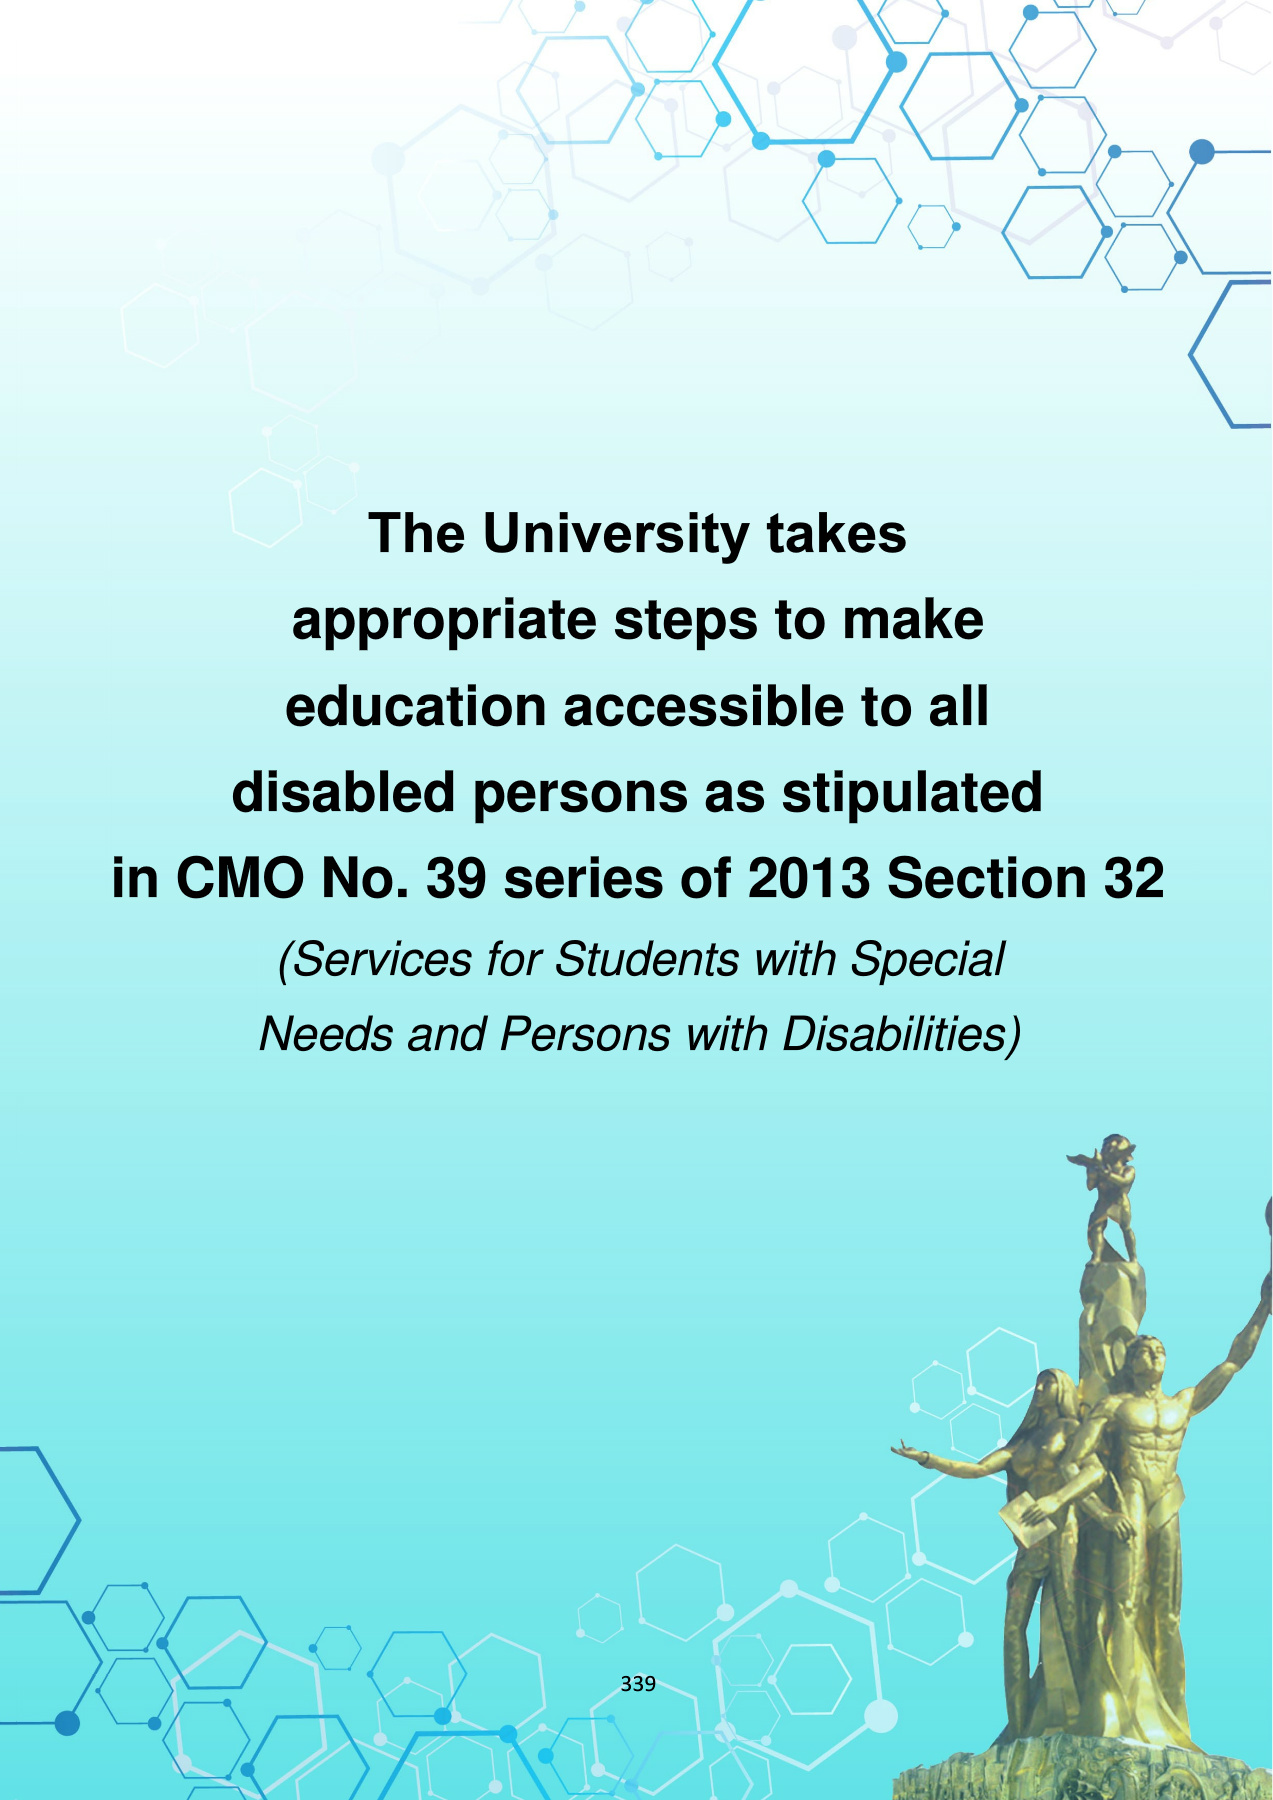 The University takes
appropriate steps to make
education accessible to all
disabled persons as stipulated
in CMO No. 39 series of 2013 Section 32
(Services for Students with Special
Needs and Persons with Disabilities)
339